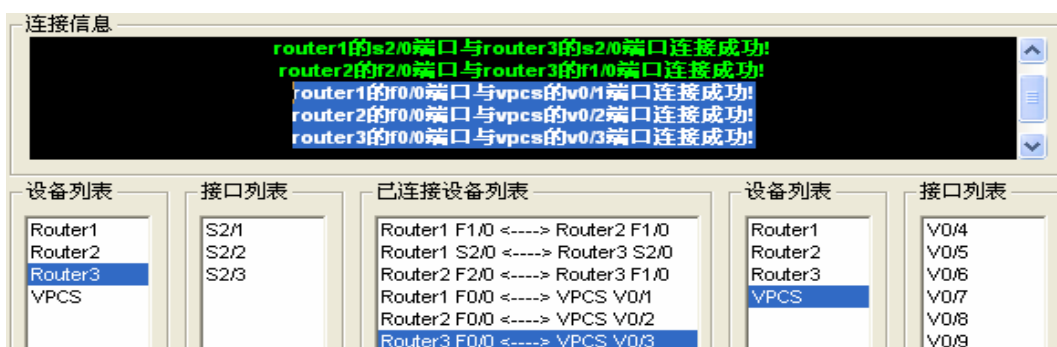 连接信息
router1的s2/0端口与router3的s2/0端口连接成功!
router2的f2/0端口与router3的f1/0端口连接成功!
router1的f0/0端口与vpcs的v0/1端口连接成功!
router2的f0/0端口与vpcs的v0/2端口连接成功!
router3的f0/0端口与vpcs的v0/3端口连接成功!
设备列表
Router1
Router2
Router3
VPCS
接口列表
S2/1
S2/2
S2/3
已连接设备列表
Router1 F1/0 <----> Router2 F1/0
Router1 S2/0 <----> Router3 S2/0
Router2 F2/0 <----> Router3 F1/0
Router1 F0/0 <----> VPCS V0/1
Router2 F0/0 <----> VPCS V0/2
Router3 F0/0 <----> VPCS V0/3
设备列表
Router1
Router2
Router3
VPCS
接口列表
V0/4
V0/5
V0/6
V0/7
V0/8
V0/9